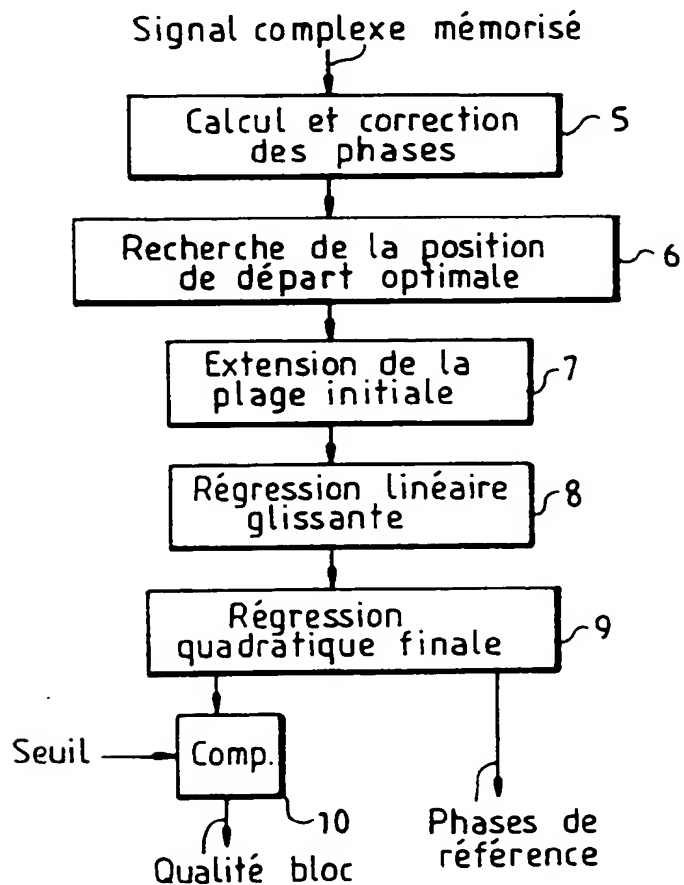 Signal complexe mémorisé
Calcul et correction
des phases
5
Recherche de la position
de départ optimale
6
Extension de la
plage initiale
7
Régression linéaire
glissante
8
Régression
quadratique finale
9
Seuil
Comp.
10
Qualité bloc
Phases de
référence